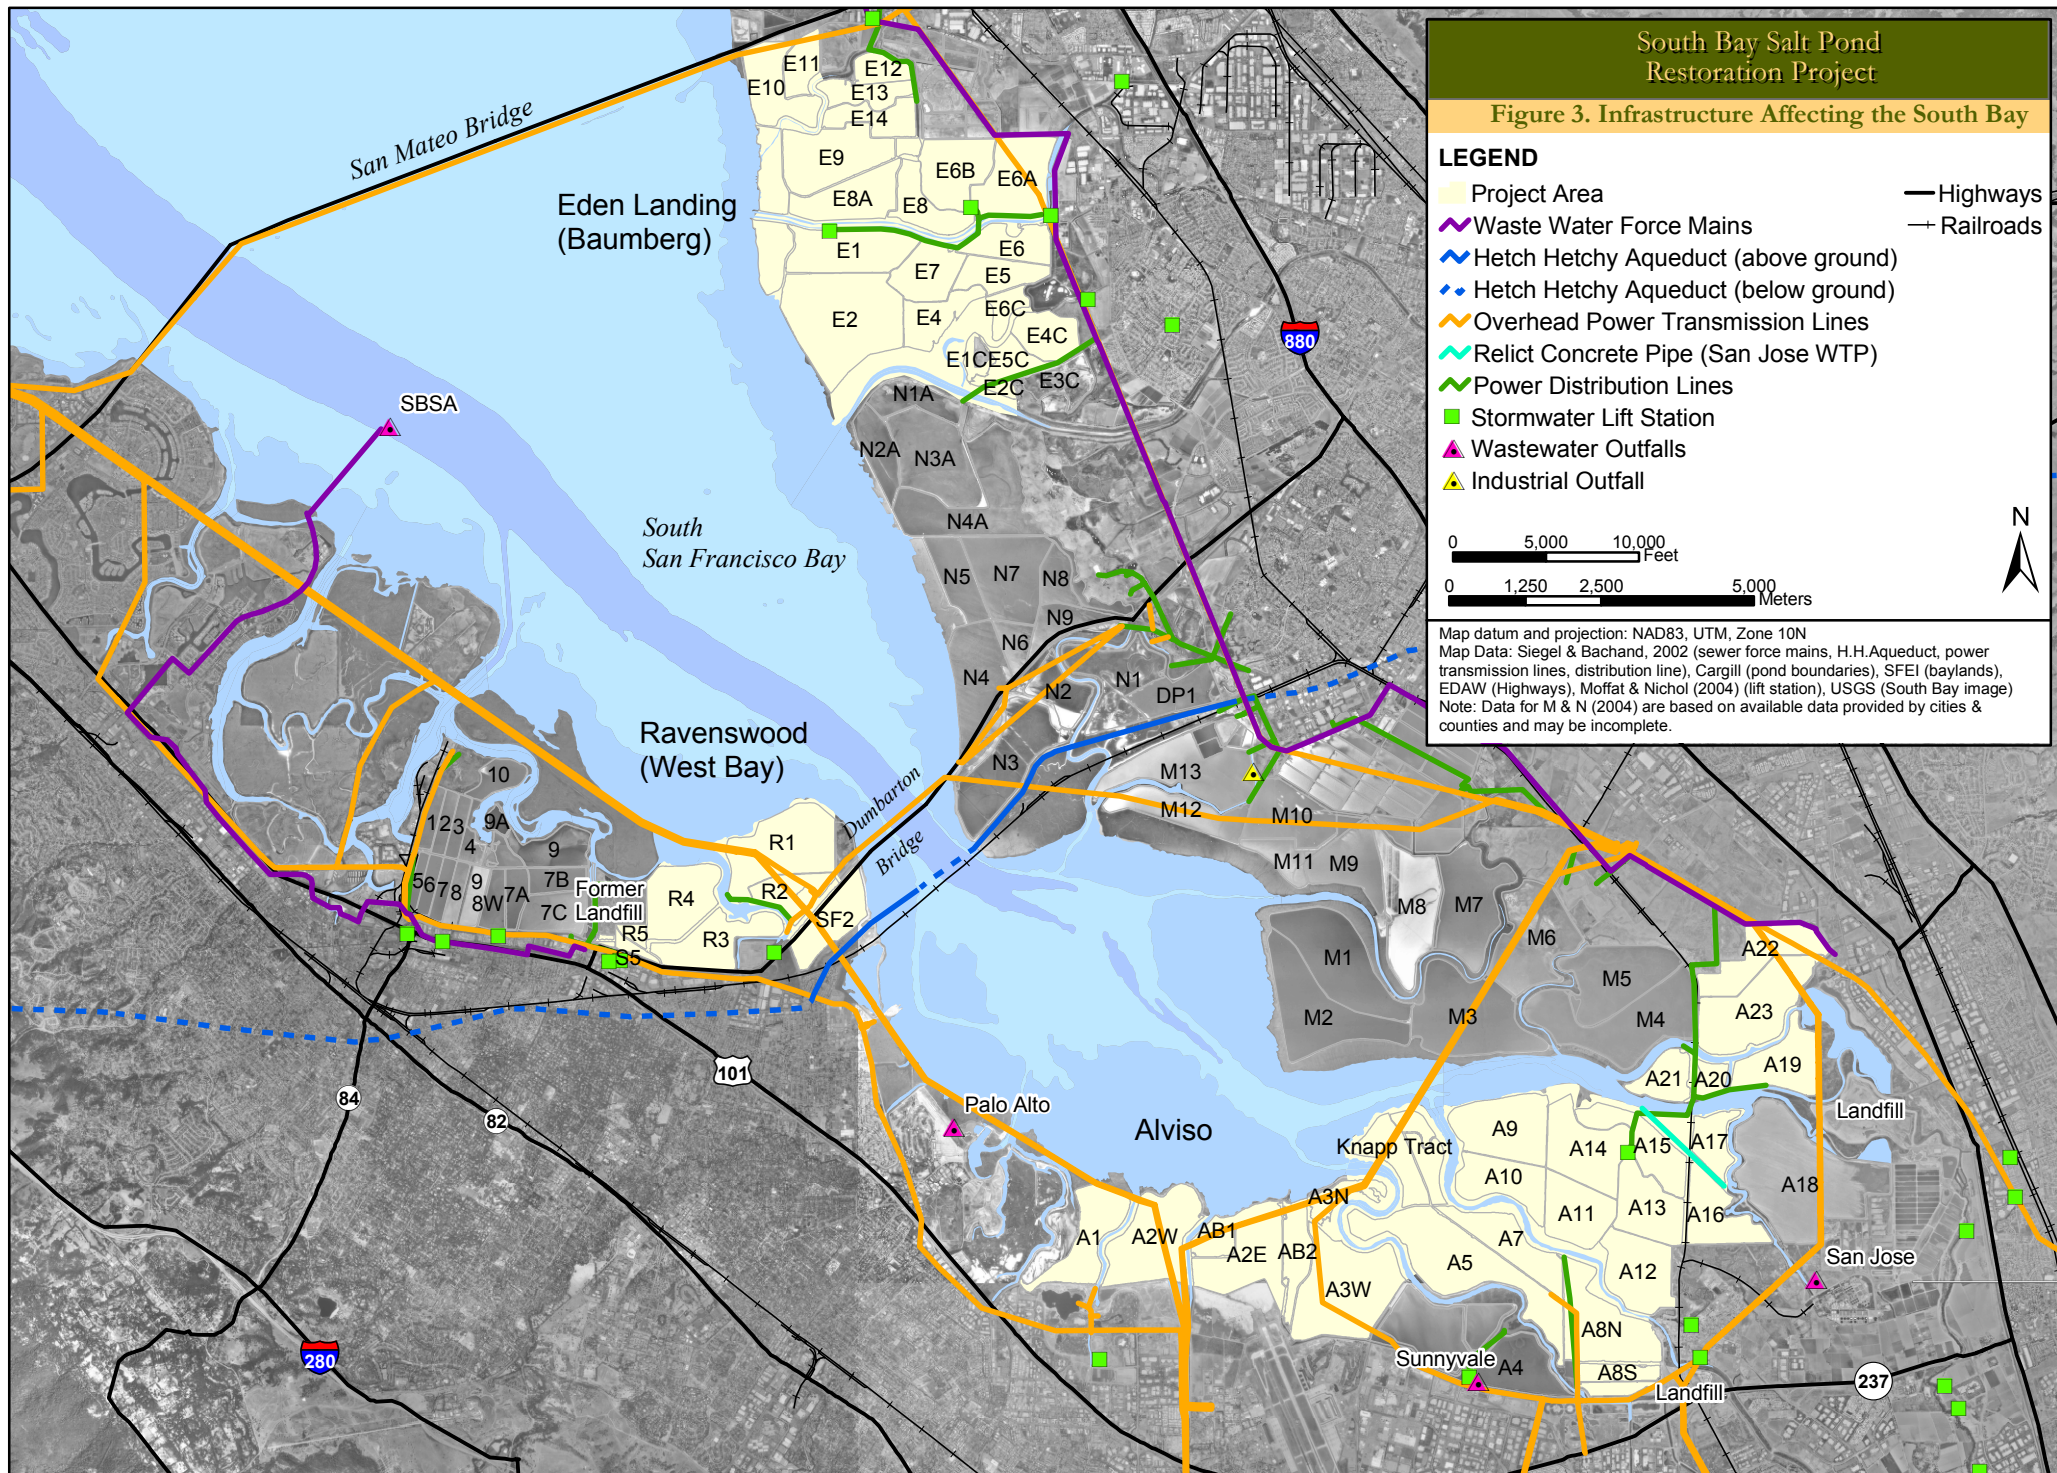 South Bay Salt Pond
Restoration Project
Figure 3. Infrastructure Affecting the South Bay
LEGEND
Project Area
Waste Water Force Mains
Hetch Hetchy Aqueduct (above ground)
Hetch Hetchy Aqueduct (below ground)
Overhead Power Transmission Lines
Relict Concrete Pipe (San Jose WTP)
Power Distribution Lines
Stormwater Lift Station
Wastewater Outfalls
Industrial Outfall
Highways
Railroads
N
0 5,000 10,000
Feet
0 1,250 2,500 5,000
Meters
Map datum and projection: NAD83, UTM, Zone 10N
Map Data: Siegel & Bachand, 2002 (sewer force mains, H.H.Aqueduct, power
transmission lines, distribution line), Cargill (pond boundaries), SFEI (baylands),
EDAW (Highways), Moffat & Nichol (2004) (lift station), USGS (South Bay image)
Note: Data for M & N (2004) are based on available data provided by cities &
counties and may be incomplete.
San Mateo Bridge
Eden Landing
(Baumberg)
E11
E10
E12
E13
E14
E9
E6B
E6A
E8A
E8
E1
E6
E7
E5
E6C
E2
E4
E4C
E1C
E5C
E2C
E3C
880
SBSA
South
San Francisco Bay
N1A
N2A
N3A
N4A
N5
N7
N8
N9
N6
N4
N2
N1
DP1
N3
Ravenswood
(West Bay)
Dumbarton
Bridge
10
1
2
3
9A
4
9
5
6
7
8
9
8W
7A
7B
7C
Former
Landfill
R1
R2
R4
R3
R5
S5
SF2
M13
M12
M10
M11
M9
M8
M7
M6
M1
M2
M3
M5
M4
A22
A23
A19
A21
A20
Landfill
84
82
101
280
Palo Alto
Alviso
Knapp Tract
A9
A10
A14
A15
A17
A18
A11
A13
A16
A3N
A1
A2W
AB1
A2E
AB2
A3W
A5
A7
A12
A8N
A8S
A4
San Jose
Sunnyvale
Landfill
237